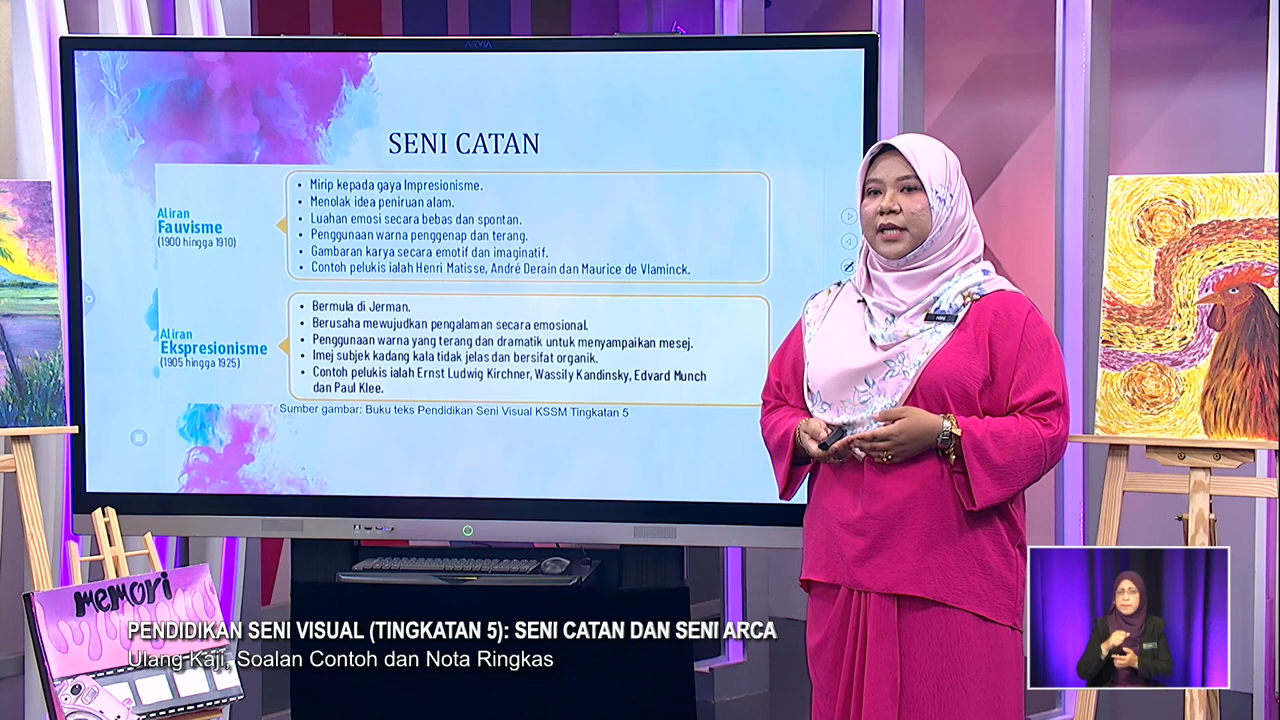 ARVIA
SENI CATAN
Aliran
Fauvisme
(1900 hingga 1910)
• Mirip kepada gaya Impresionisme.
• Menolak idea peniruan alam.
• Luahan emosi secara bebas dan spontan.
• Penggunaan warna penggenap dan terang.
• Gambaran karya secara emotif dan imaginatif.
• Contoh pelukis ialah Henri Matisse, André Derain dan Maurice de Vlaminck.
Aliran
Ekspresionisme
(1905 hingga 1925)
• Bermula di Jerman.
• Berusaha mewujudkan pengalaman secara emosional.
• Penggunaan warna yang terang dan dramatik untuk menyampaikan mesej.
• Imej subjek kadang kala tidak jelas dan bersifat organik.
• Contoh pelukis ialah Ernst Ludwig Kirchner, Wassily Kandinsky, Edvard Munch
dan Paul Klee.
Sumber gambar: Buku teks Pendidikan Seni Visual KSSM Tingkatan 5
memori
PENDIDIKAN SENI VISUAL (TINGKATAN 5): SENI CATAN DAN SENI ARCA
Ulang Kaji, Soalan Contoh dan Nota Ringkas